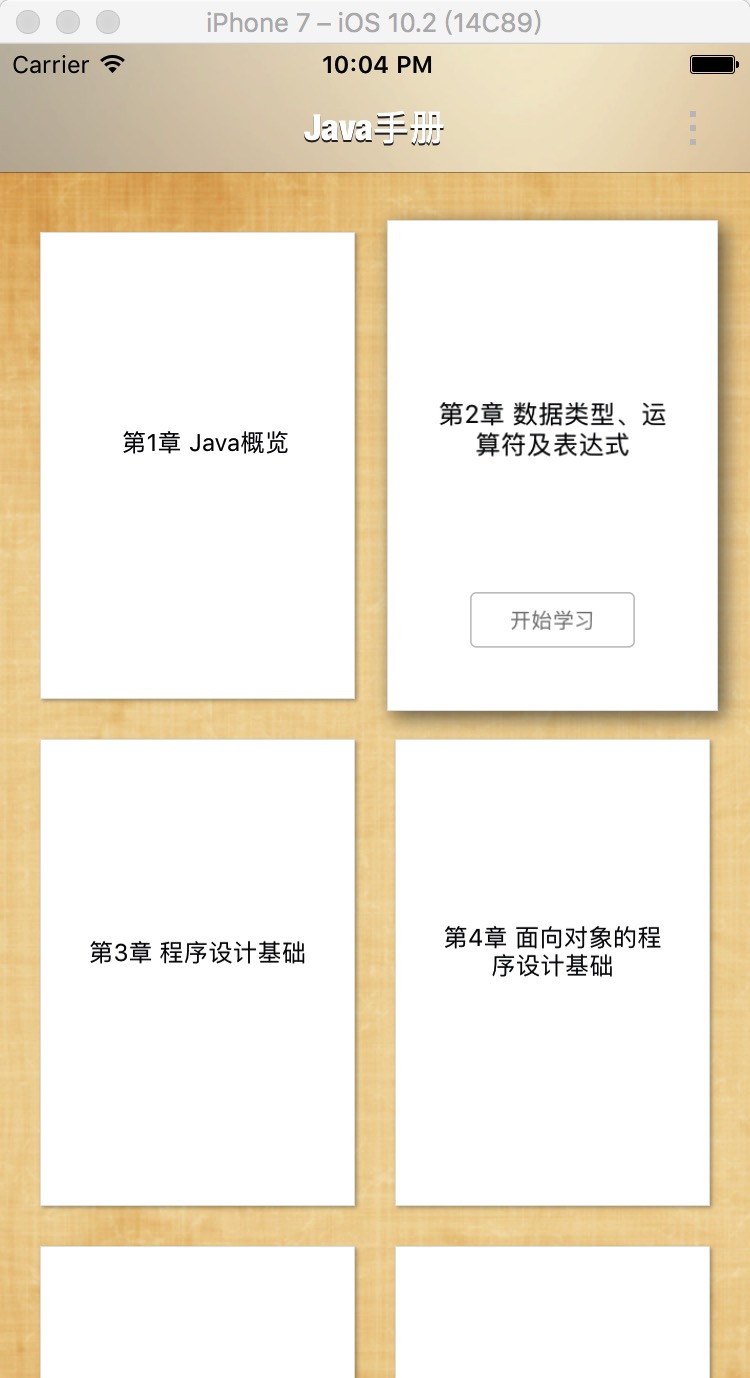 iPhone 7 – iOS 10.2 (14C89)
Carrier 10:04 PM
Java手册
第1章 Java概览
第2章 数据类型、运
算符及表达式
开始学习
第3章 程序设计基础
第4章 面向对象的程
序设计基础